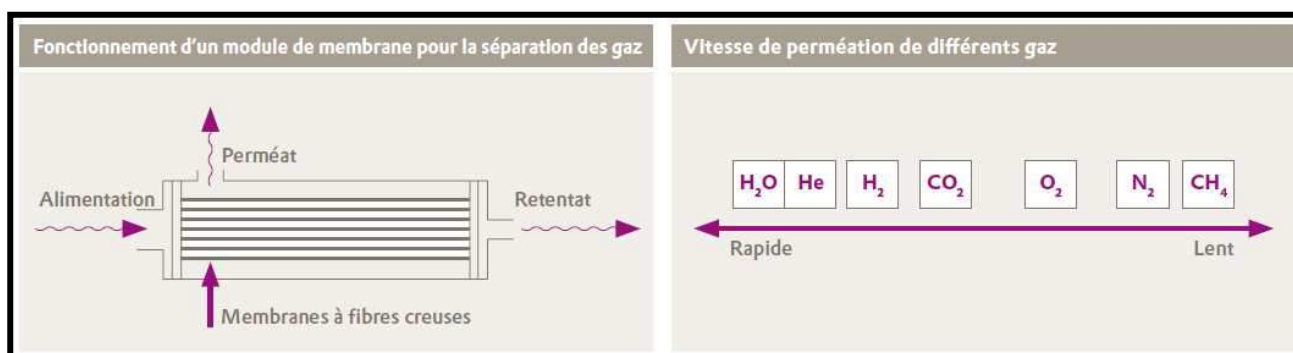 Fonctionnement d'un module de membrane pour la séparation des gaz
Perméat
Alimentation
Retentat
Membranes à fibres creuses
Vitesse de perméation de différents gaz
H₂O He H₂ CO₂ O₂ N₂ CH₄
Rapide Lent